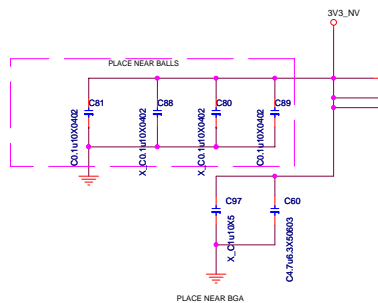 3V3_NV
PLACE NEAR BALLS
C81
C88
C80
C89
C0.1u10X0402
X_C0.1u10X0402
X_C0.1u10X0402
C0.1u10X0402
C97
C60
X_C1u10X5
C4.7u6.3X50603
PLACE NEAR BGA